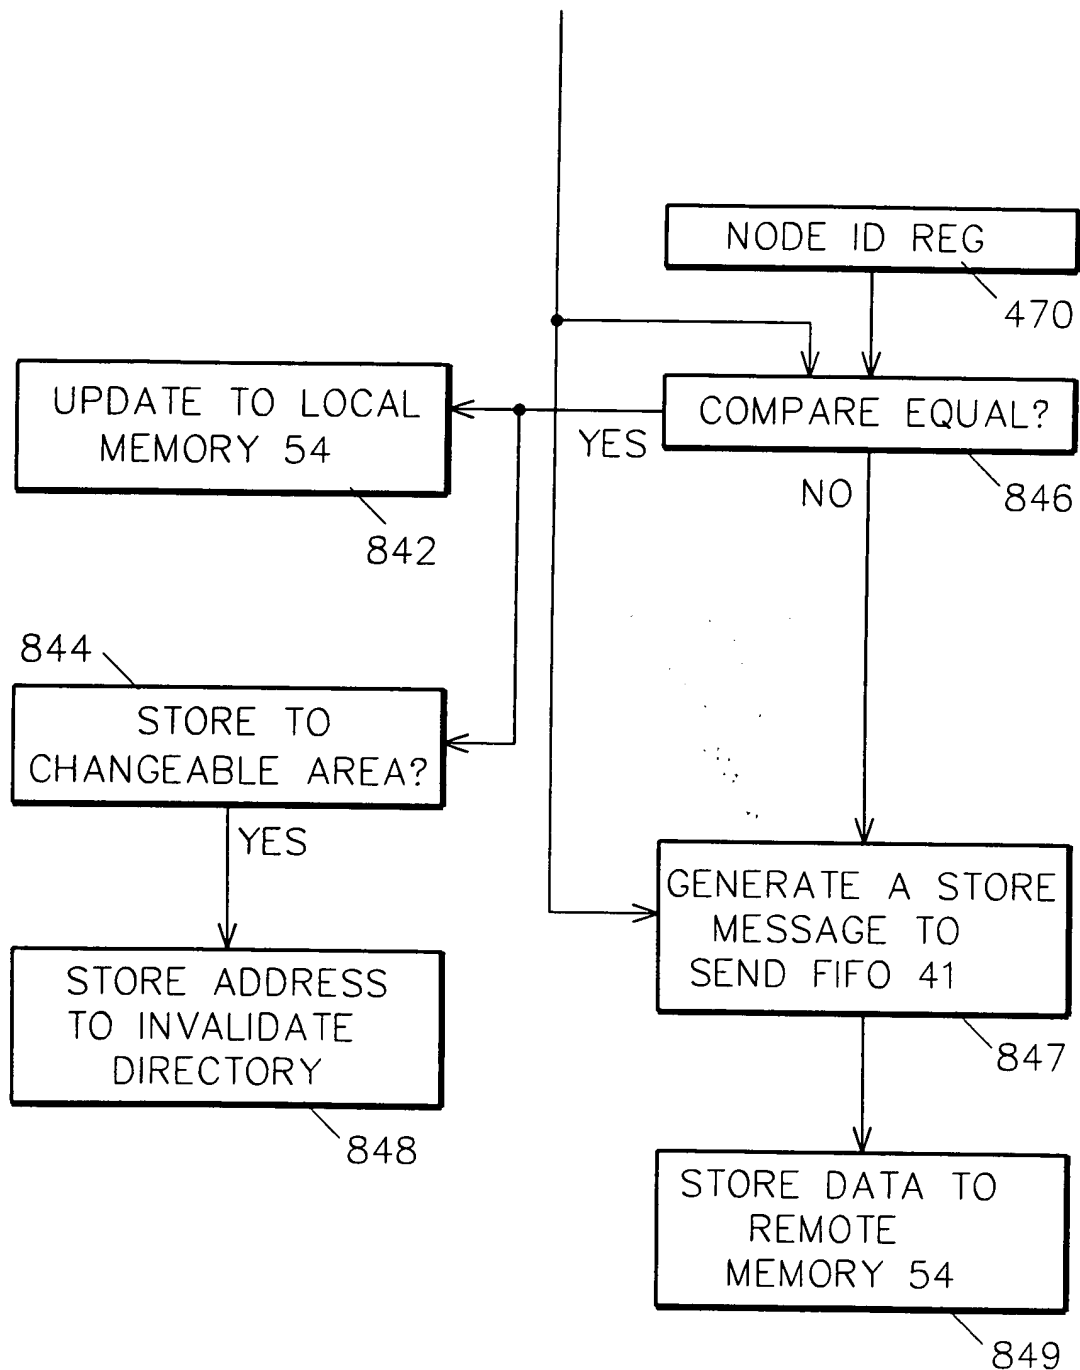 NODE ID REG
470
UPDATE TO LOCAL
MEMORY 54
842
COMPARE EQUAL?
846
YES
NO
844
STORE TO
CHANGEABLE AREA?
YES
STORE ADDRESS
TO INVALIDATE
DIRECTORY
848
GENERATE A STORE
MESSAGE TO
SEND FIFO 41
847
STORE DATA TO
REMOTE
MEMORY 54
849